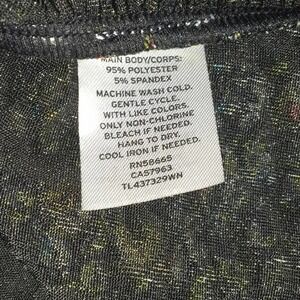 MAIN BODY/CORPS:
95% POLYESTER
5% SPANDEX
MACHINE WASH COLD.
GENTLE CYCLE.
WITH LIKE COLORS.
ONLY NON-CHLORINE
BLEACH IF NEEDED.
HANG TO DRY.
COOL IRON IF NEEDED.
RN58665
CA57963
TL437329WN